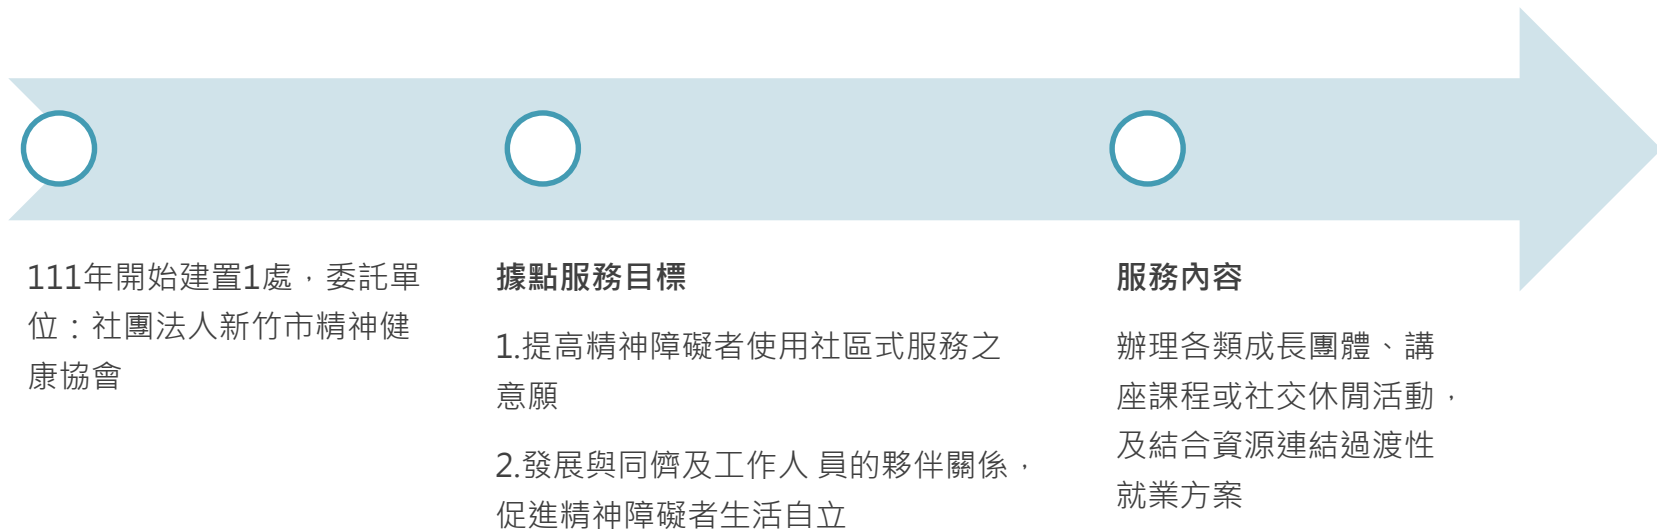 111年開始建置1處，委託單
位：社團法人新竹市精神健
康協會
據點服務目標
1.提高精神障礙者使用社區式服務之
意願
2.發展與同儕及工作人 員的夥伴關係，
促進精神障礙者生活自立
服務內容
辦理各類成長團體、講
座課程或社交休閒活動，
及結合資源連結過渡性
就業方案